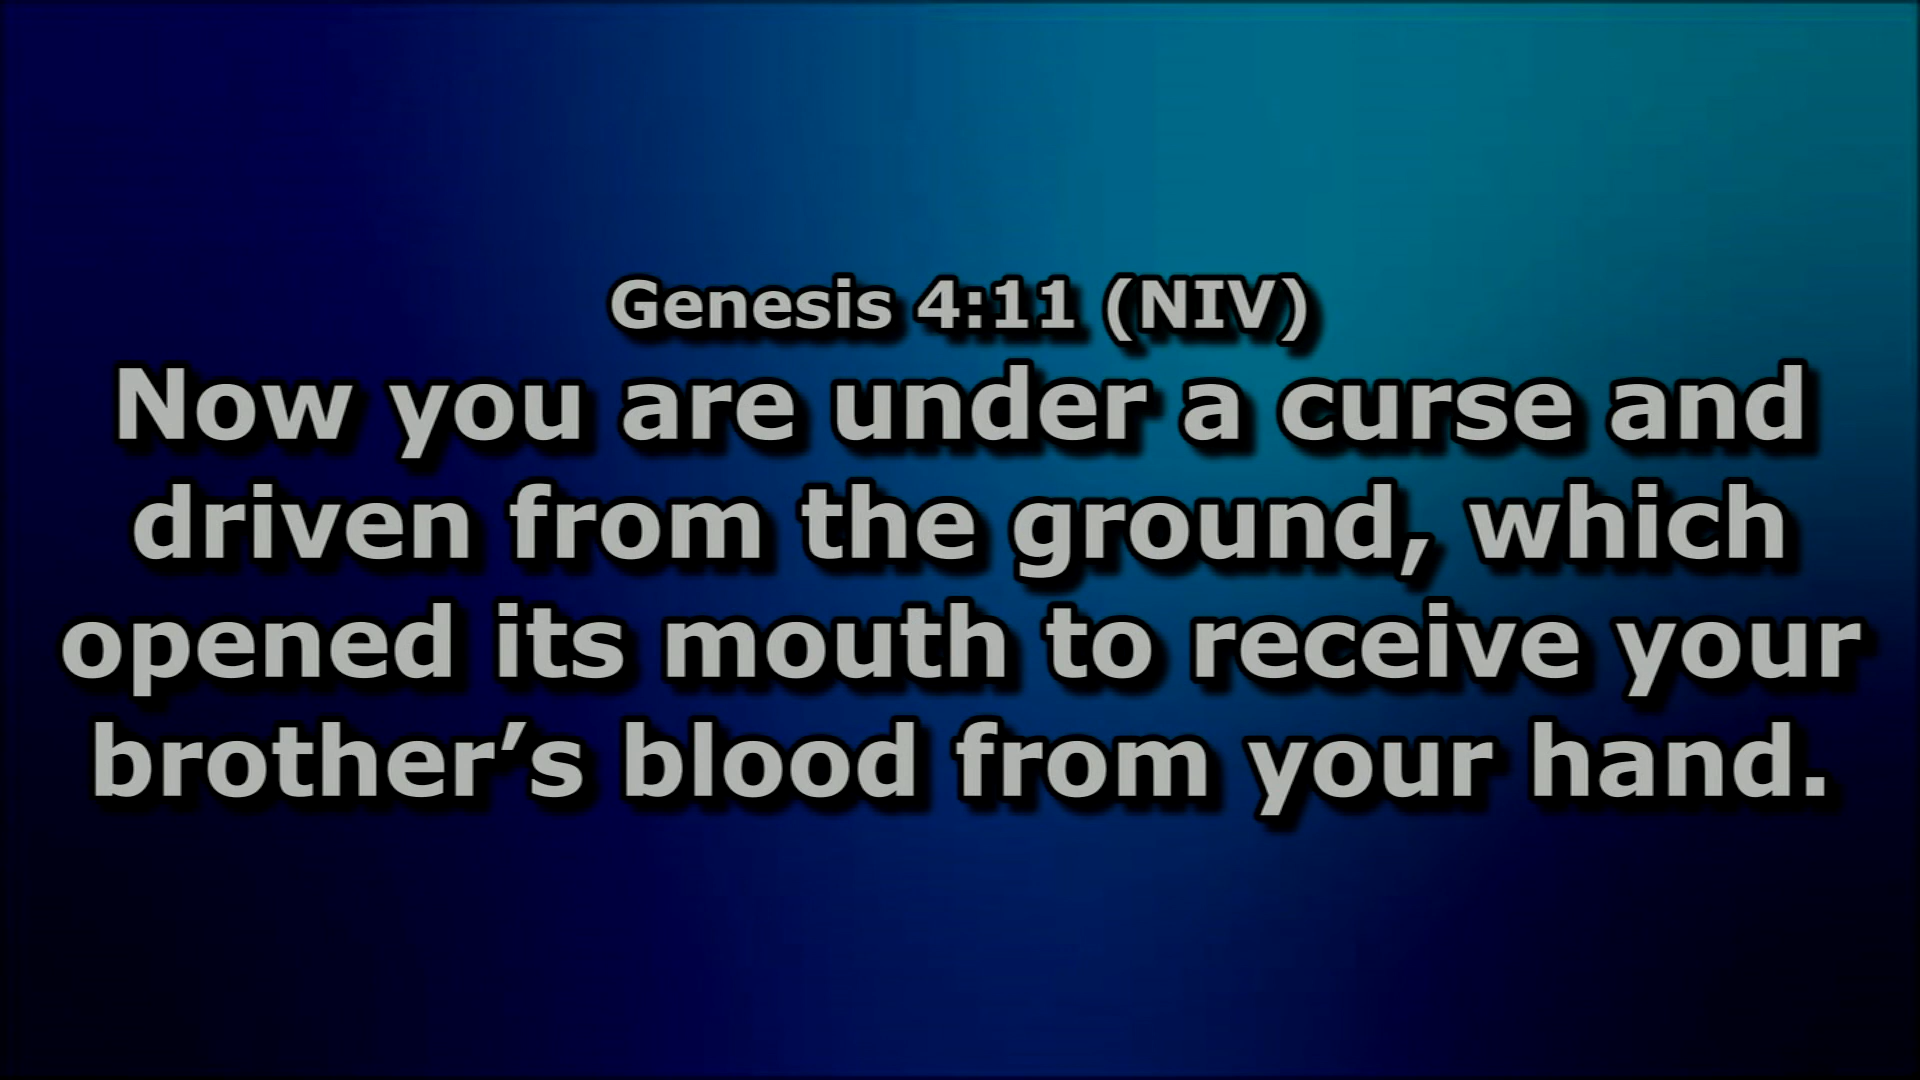 Genesis 4:11 (NIV)
Now you are under a curse and
driven from the ground, which
opened its mouth to receive your
brother’s blood from your hand.